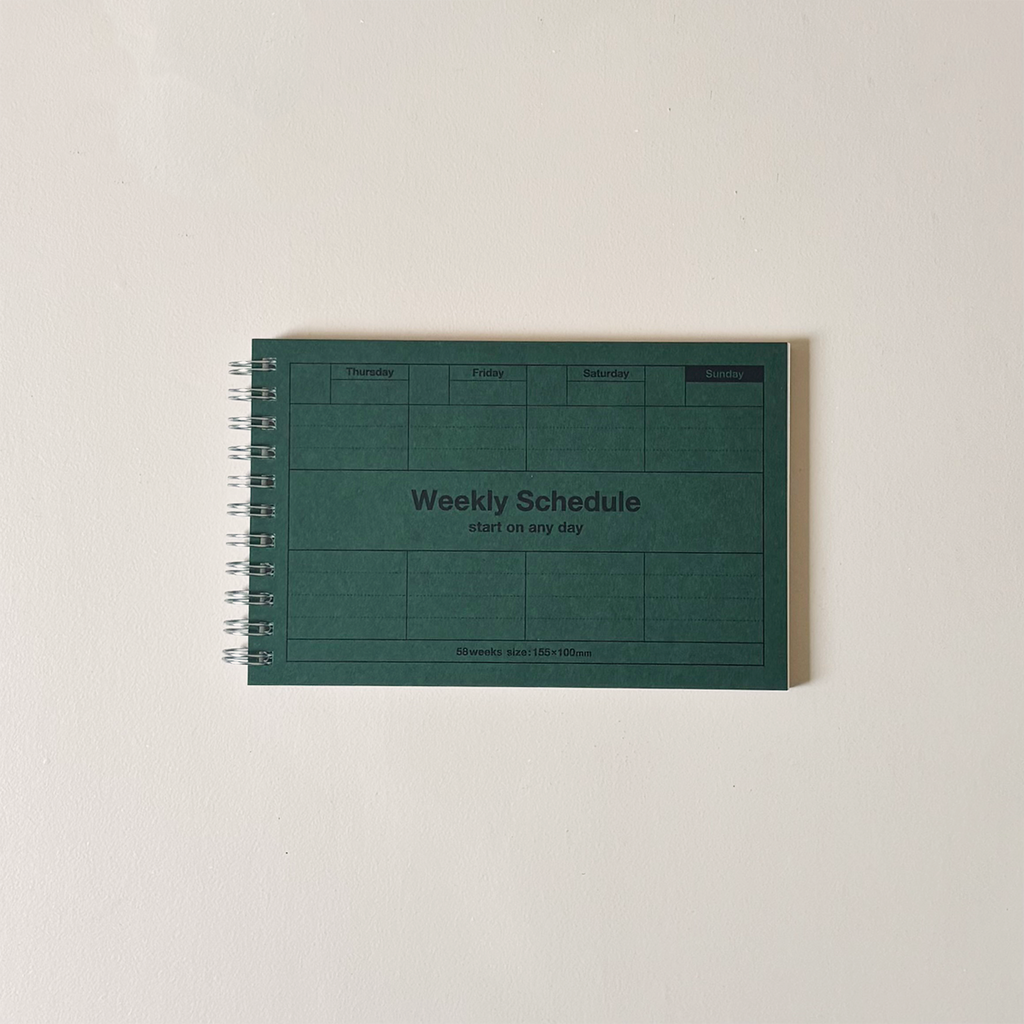 Thursday Friday Saturday Sunday
Weekly Schedule
start on any day
58weeks size:155×100mm